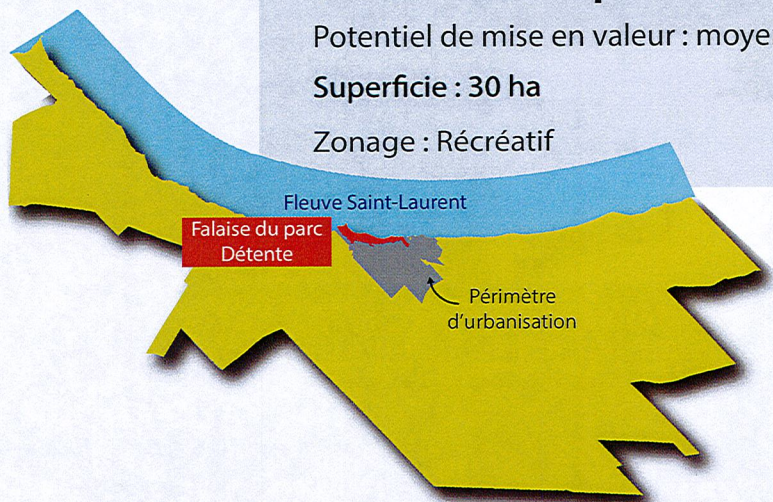 Potentiel de mise en valeur : moye
Superficie : 30 ha
Zonage : Récréatif
Fleuve Saint-Laurent
Falaise du parc
Détente
Périmètre
d'urbanisation